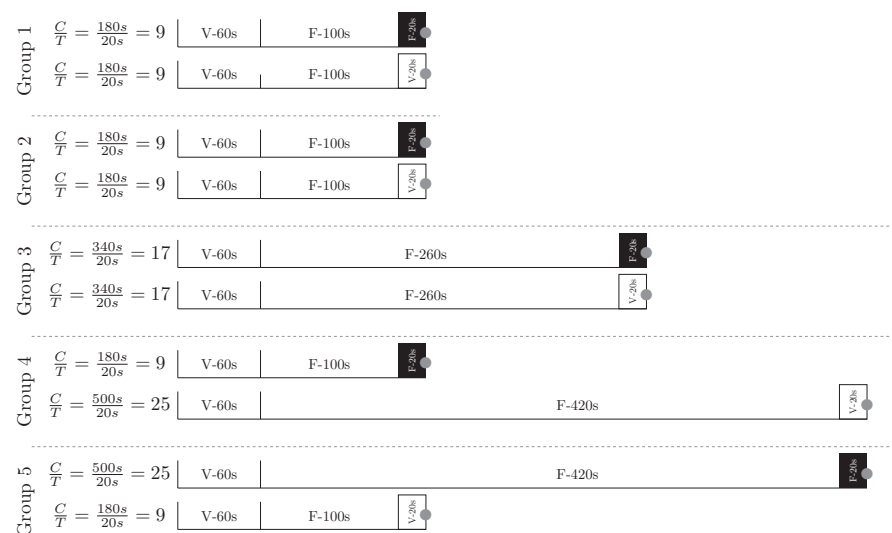 Group 1
C/T = 180s/20s = 9 V-60s F-100s F-20s
C/T = 180s/20s = 9 V-60s F-100s V-20s
Group 2
C/T = 180s/20s = 9 V-60s F-100s F-20s
C/T = 180s/20s = 9 V-60s F-100s V-20s
Group 3
C/T = 340s/20s = 17 V-60s F-260s F-20s
C/T = 340s/20s = 17 V-60s F-260s V-20s
Group 4
C/T = 180s/20s = 9 V-60s F-100s F-20s
C/T = 500s/20s = 25 V-60s F-420s V-20s
Group 5
C/T = 500s/20s = 25 V-60s F-420s F-20s
C/T = 180s/20s = 9 V-60s F-100s V-20s